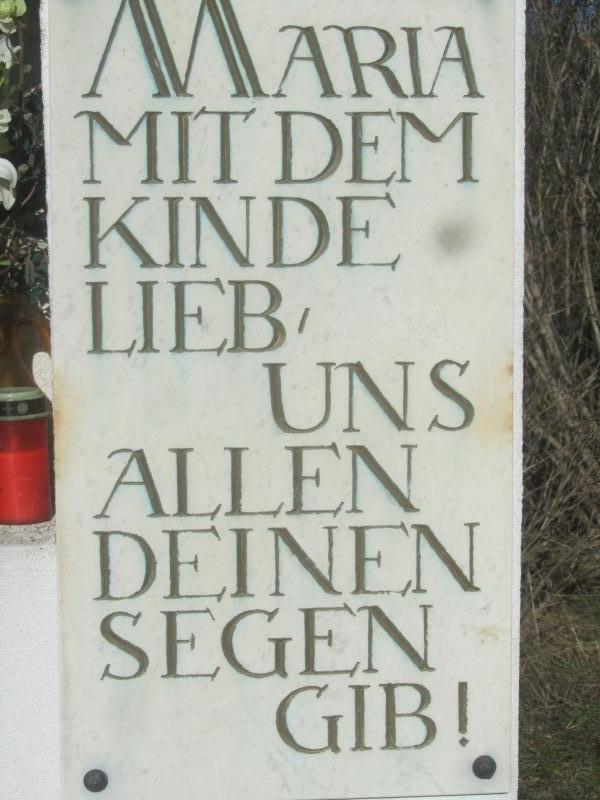 MARIA
MIT DEM
KINDE
LIEB,
UNS
ALLEN
DEINEN
SEGEN
GIB!